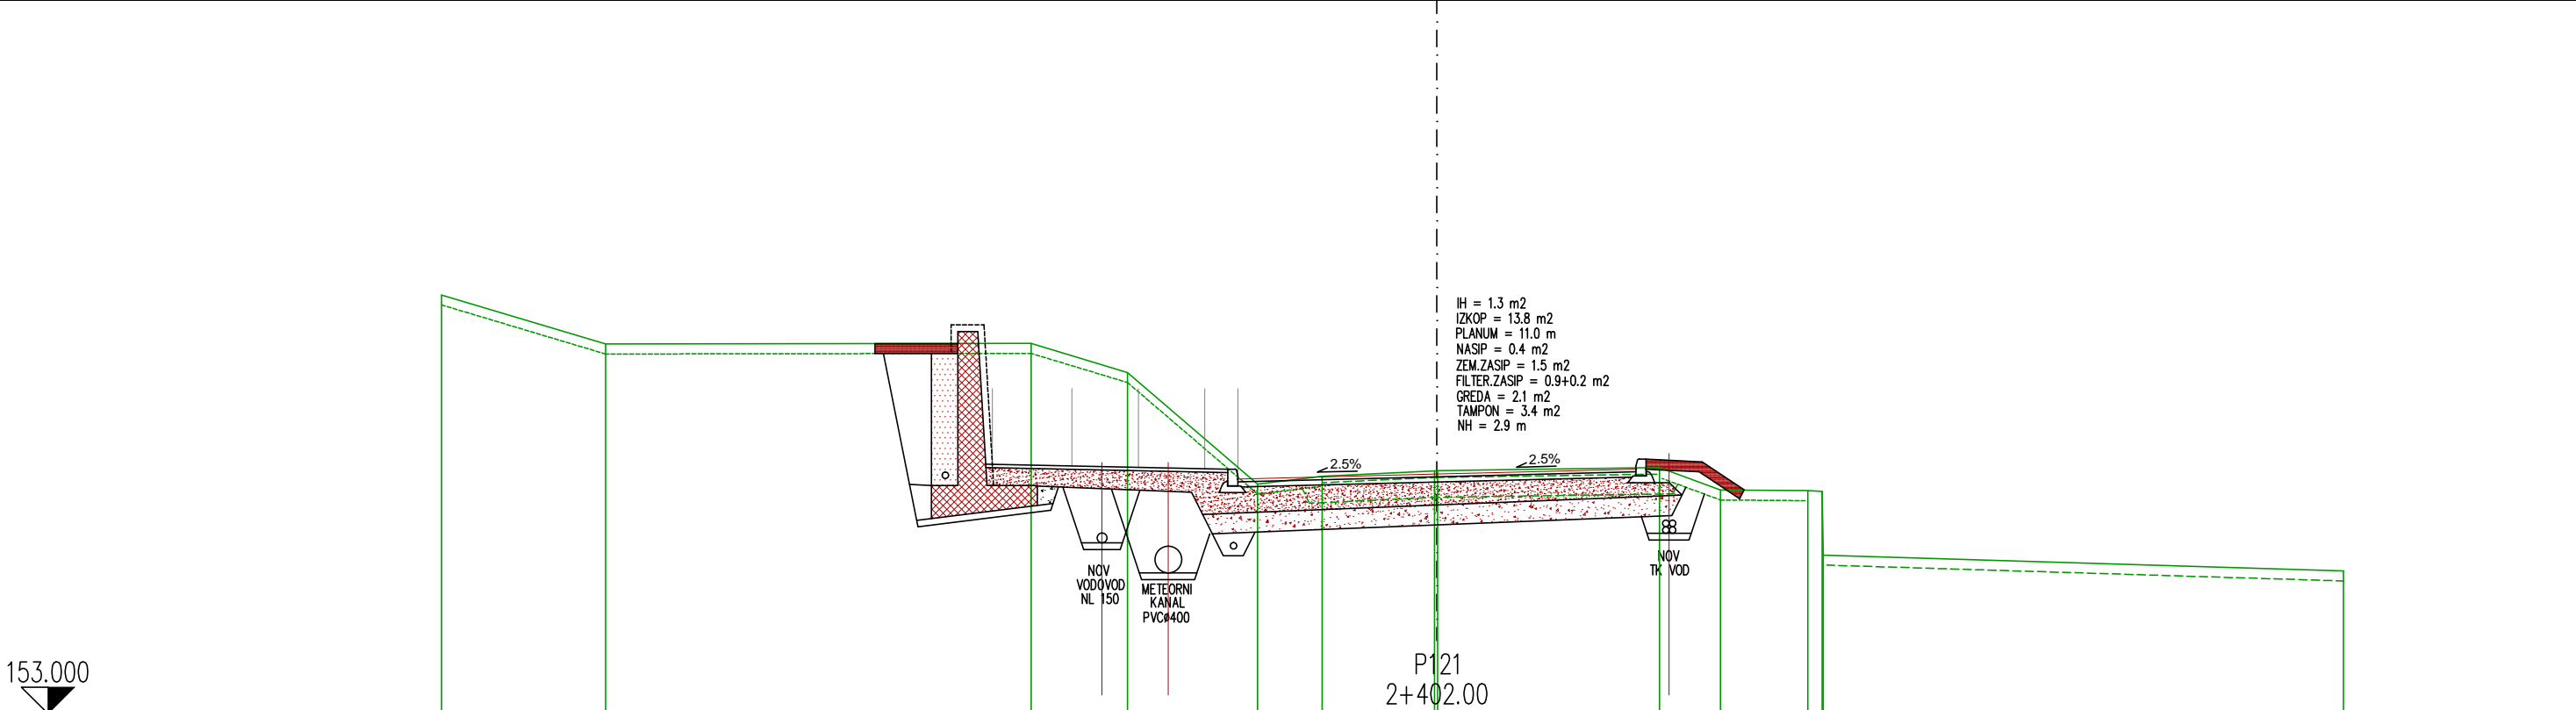 IH = 1.3 m2
IZKOP = 13.8 m2
PLANUM = 11.0 m
NASIP = 0.4 m2
ZEM.ZASIP = 1.5 m2
FILTER.ZASIP = 0.9+0.2 m2
GREDA = 2.1 m2
TAMPON = 3.4 m2
NH = 2.9 m
2.5%
2.5%
NOV
VODOVOD
NL 150
METEORNI
KANAL
PVCø400
NOV
TK VOD
153.000
P121
2+402.00